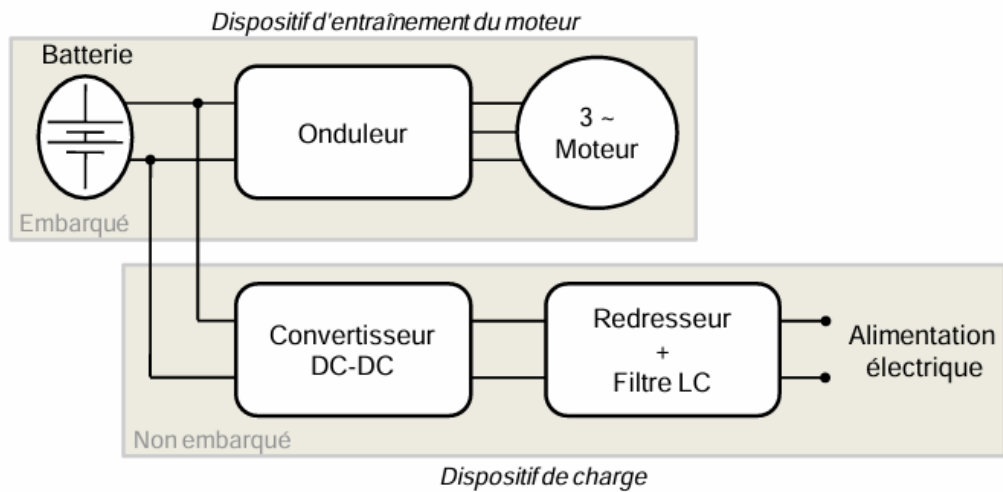 Dispositif d'entraînement du moteur
Batterie
Onduleur
3 ~
Moteur
Embarqué
Convertisseur
DC-DC
Redresseur
+
Filtre LC
Alimentation
électrique
Non embarqué
Dispositif de charge